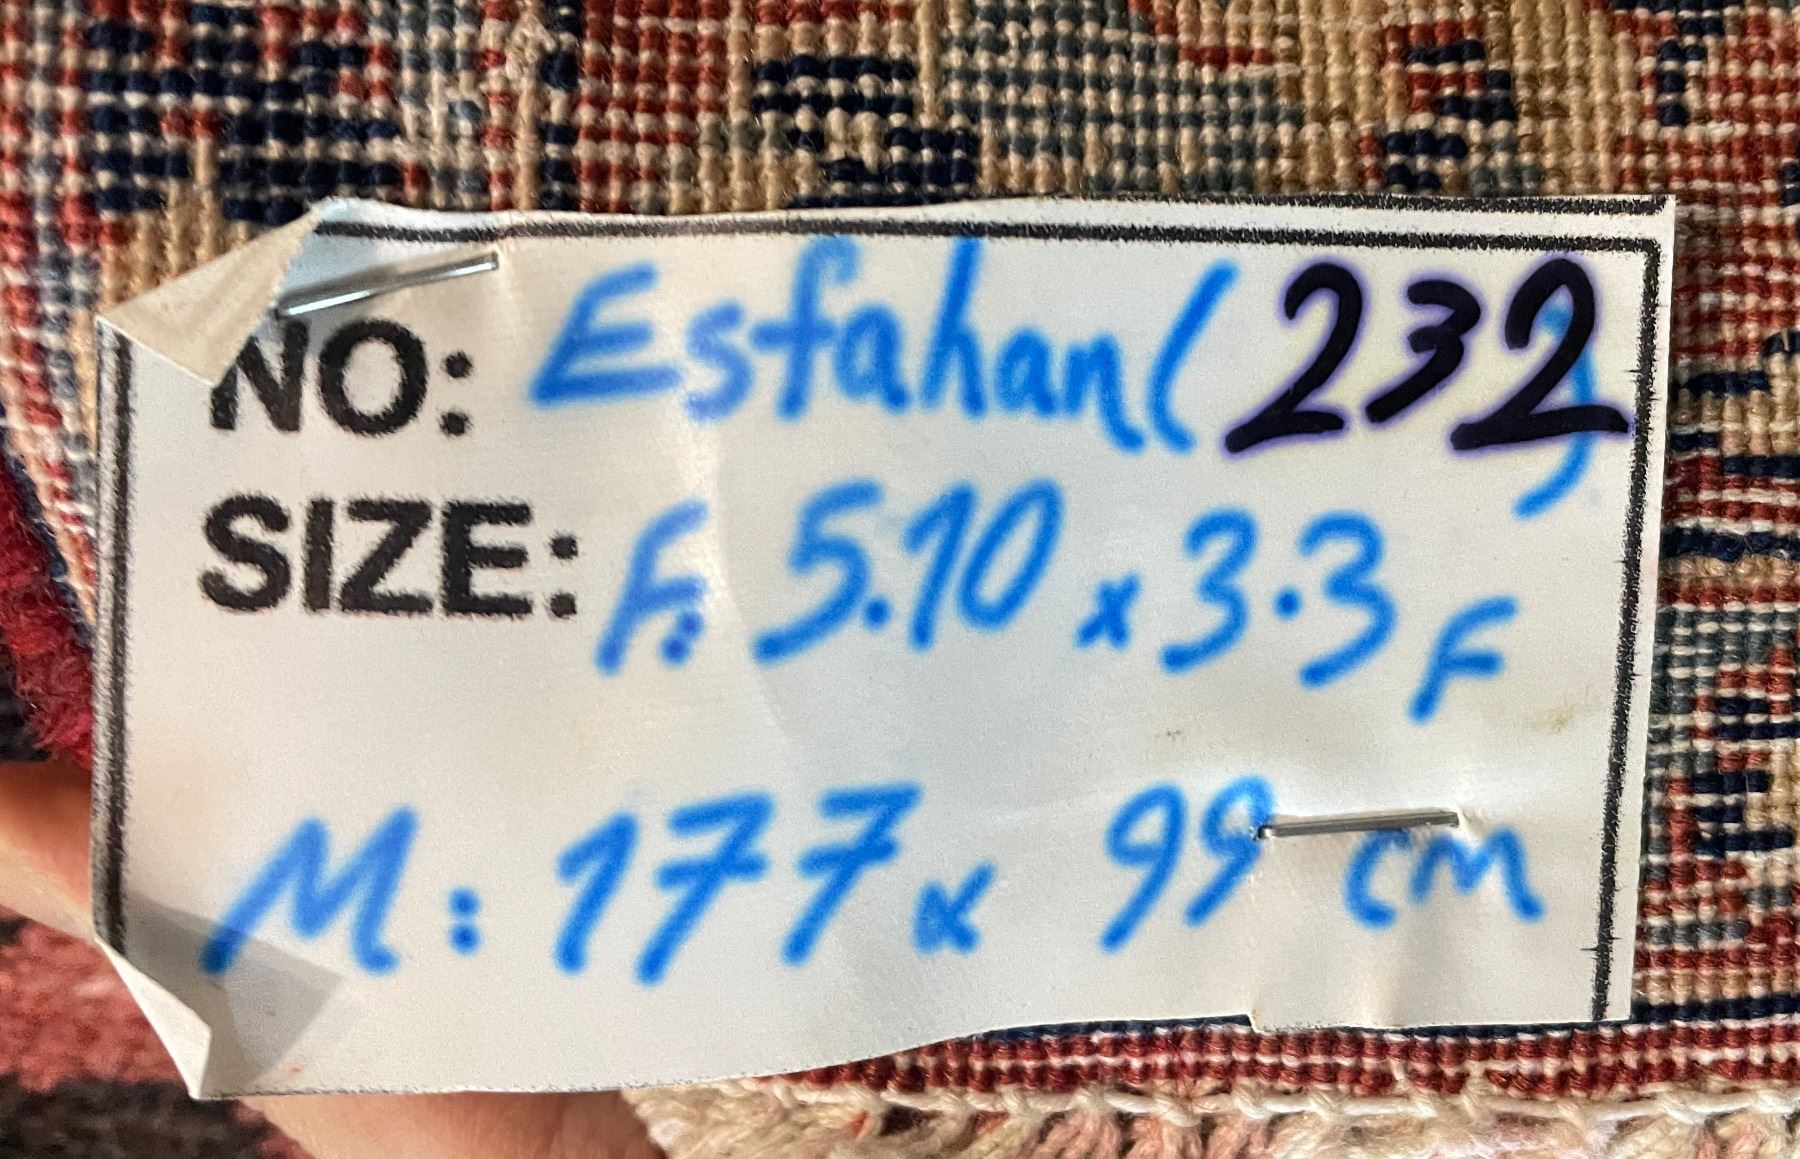 NO: Esfahan (232)
SIZE: F: 5.10 x 3.3 F
M: 177 x 99 CM